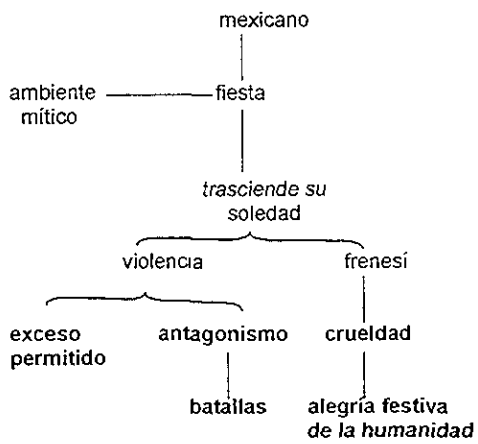 mexicano
ambiente
mítico
fiesta
trasciende su
soledad
violencia
frenesí
exceso
permitido
antagonismo
crueldad
batallas
alegría festiva
de la humanidad